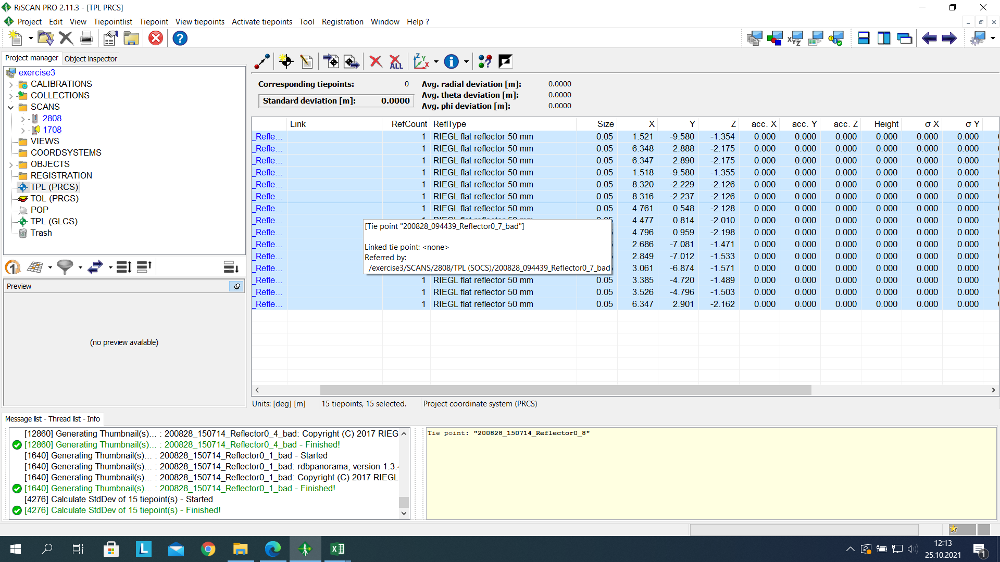 RiSCAN PRO 2.11.3 - [TPL PRCS]
Project Edit View Tiepointlist Tiepoint View tiepoints Activate tiepoints Tool Registration Window Help ?
Project manager Object inspector
exercise3
CALIBRATIONS
COLLECTIONS
SCANS
2808
1708
VIEWS
COORDSYSTEMS
OBJECTS
REGISTRATION
TPL (PRCS)
TOL (PRCS)
POP
TPL (GLCS)
Trash
Preview
(no preview available)
ALL
Corresponding tiepoints: 0 Avg. radial deviation [m]: 0.0000
Standard deviation [m]: 0.0000 Avg. theta deviation [m]: 0.0000
Avg. phi deviation [m]: 0.0000
Link RefCount ReflType Size X Y Z acc. X acc. Y acc. Z Height σ X σ Y
_Refle... 1 RIEGL flat reflector 50 mm 0.05 1.521 -9.580 -1.354 0.000 0.000 0.000 0.000 0.000 0.000
_Refle... 1 RIEGL flat reflector 50 mm 0.05 6.348 2.888 -2.175 0.000 0.000 0.000 0.000 0.000 0.000
_Refle... 1 RIEGL flat reflector 50 mm 0.05 6.347 2.890 -2.175 0.000 0.000 0.000 0.000 0.000 0.000
_Refle... 1 RIEGL flat reflector 50 mm 0.05 1.518 -9.580 -1.355 0.000 0.000 0.000 0.000 0.000 0.000
_Refle... 1 RIEGL flat reflector 50 mm 0.05 8.320 -2.229 -2.126 0.000 0.000 0.000 0.000 0.000 0.000
_Refle... 1 RIEGL flat reflector 50 mm 0.05 8.316 -2.237 -2.126 0.000 0.000 0.000 0.000 0.000 0.000
_Refle... 1 RIEGL flat reflector 50 mm 0.05 4.761 0.548 -2.128 0.000 0.000 0.000 0.000 0.000 0.000
_Refle... 1 RIEGL flat reflector 50 mm 0.05 4.477 0.814 -2.010 0.000 0.000 0.000 0.000 0.000 0.000
_Refle... 4.796 0.959 -2.198 0.000 0.000 0.000 0.000 0.000 0.000
_Refle... 2.686 -7.081 -1.471 0.000 0.000 0.000 0.000 0.000 0.000
_Refle... 2.849 -7.012 -1.533 0.000 0.000 0.000 0.000 0.000 0.000
_Refle... 3.061 -6.874 -1.571 0.000 0.000 0.000 0.000 0.000 0.000
_Refle... 1 RIEGL flat reflector 50 mm 0.05 3.385 -4.720 -1.489 0.000 0.000 0.000 0.000 0.000 0.000
_Refle... 1 RIEGL flat reflector 50 mm 0.05 3.526 -4.796 -1.503 0.000 0.000 0.000 0.000 0.000 0.000
_Refle... 1 RIEGL flat reflector 50 mm 0.05 6.347 2.901 -2.162 0.000 0.000 0.000 0.000 0.000 0.000
[Tie point "200828_094439_Reflector0_7_bad"]
Linked tie point: <none>
Referred by:
/exercise3/SCANS/2808/TPL (SOCS)/200828_094439_Reflector0_7_bad
Units: [deg] [m] 15 tiepoints, 15 selected. Project coordinate system (PRCS)
Message list - Thread list - Info
[12860] Generating Thumbnail(s)... : 200828_150714_Reflector0_4_bad: Copyright (C) 2017 RIEG
[12860] Generating Thumbnail(s)... : 200828_150714_Reflector0_4_bad - Finished!
[1640] Generating Thumbnail(s)... : 200828_150714_Reflector0_1_bad - Started
[1640] Generating Thumbnail(s)... : 200828_150714_Reflector0_1_bad: rdbpanorama, version 1.3.
[1640] Generating Thumbnail(s)... : 200828_150714_Reflector0_1_bad: Copyright (C) 2017 RIEGL
[1640] Generating Thumbnail(s)... : 200828_150714_Reflector0_1_bad - Finished!
[4276] Calculate StdDev of 15 tiepoint(s) - Started
[4276] Calculate StdDev of 15 tiepoint(s) - Finished!
Tie point: "200828_150714_Reflector0_8"
12:13
25.10.2021
1